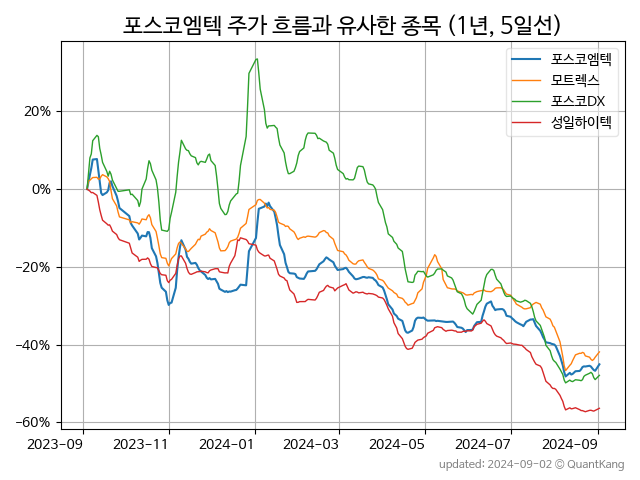 포스코엠텍 주가 흐름과 유사한 종목 (1년, 5일선)
포스코엠텍
모트렉스
포스코DX
성일하이텍
20%
0%
−20%
−40%
−60%
2023-09 2023-11 2024-01 2024-03 2024-05 2024-07 2024-09
updated: 2024-09-02 © QuantKang